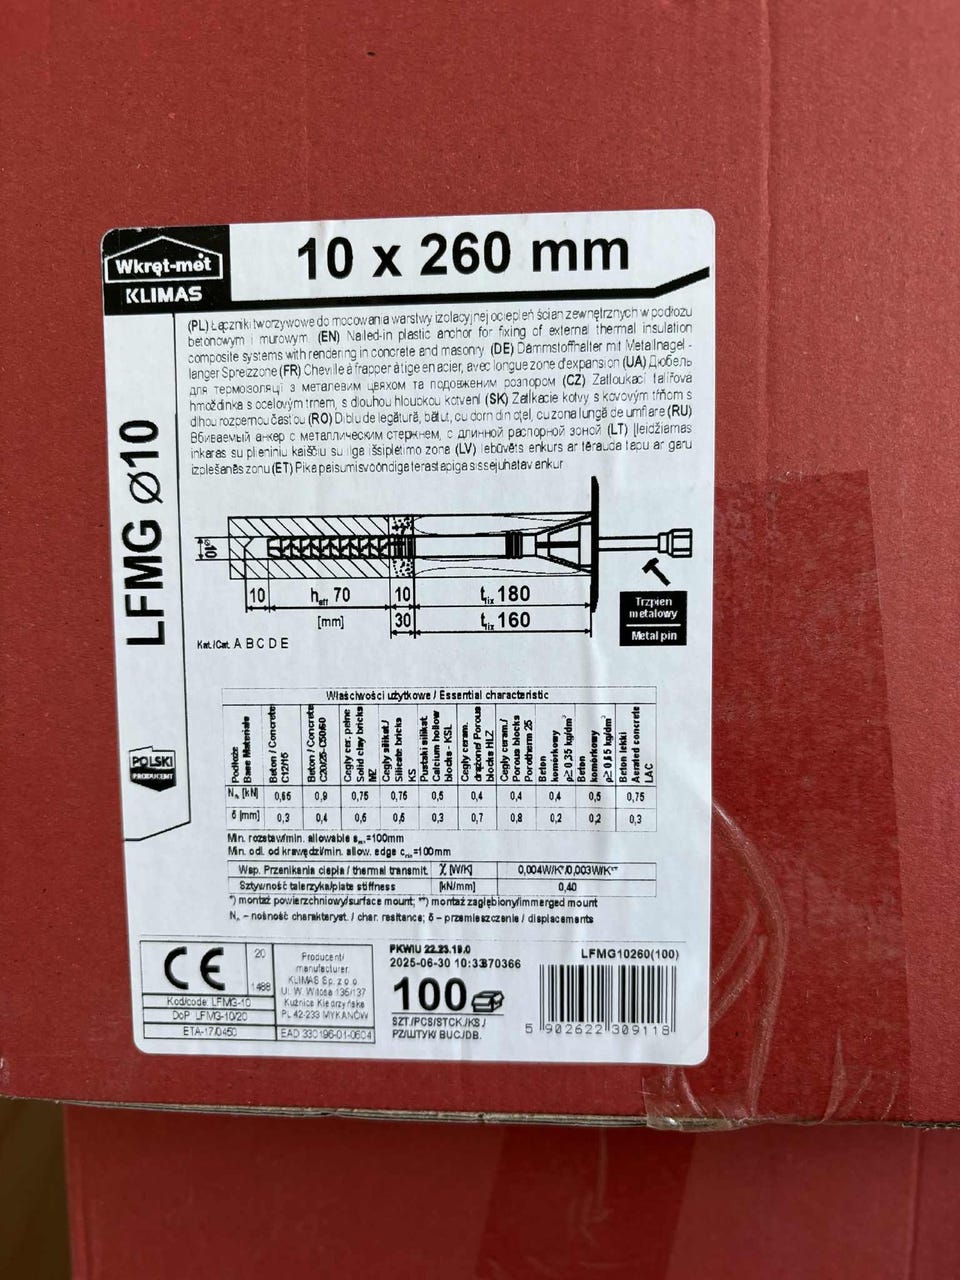 Wkręt-met
KLIMAS
10 x 260 mm
LFMG ⌀10
(PL) Łączniki tworzywowe do mocowania warstwy izolacyjnej ociepleń ścian zewnętrznych w podłożu
betonowym i murowym. (EN) Nailed-in plastic anchor for fixing of external thermal insulation
composite systems with rendering in concrete and masonry. (DE) Dämmstoffhalter mit Metallnagel -
langer Spreizzone (FR) Cheville à frapper à tige en acier, avec longue zone d'expansion (UA) Дюбель
для термоізоляції з металевим цвяхом та подовженим розпором (CZ) Zatloukací talířová
hmoždinka s ocelovým trnem, s dlouhou hloubkou kotvení (SK)
dlhou rozpernou časťou (RO) Diblu de legătură, bătut, cu dorn din oțel, cu zona lungă de umflare (RU)
Вбиваемый анкер с металлическим стержнем, с длинной распорной зоной (LT) Įleidžiamas
inkaras su plieniniu kaiščiu su ilga išsiplėtimo zona (LV) Iebūvēts enkurs ar tērauda tapu ar garu
izplešanās zonu (ET)
⌀10
10 hef 70 10 tfix 180
[mm] 30 tfix 160
Kat./Cat. A B C D E
Trzpień
metalowy
Metal pin
POLSKI
PRODUCENT
Właściwości użytkowe / Essential characteristic
Podłoże
Base Materiale
Beton / Concrete
C12/15
Beton / Concrete
C20/25-C50/60
Cegły cer. pełne
Solid clay bricks
MZ
Cegły silikat./
Silicate bricks
KS
Pustaki silikat.
Calcium hollow
blocks - KSL
Cegły ceram.
drążone/ Porous
blocks HLZ
Cegły ceram./
Porous blocks
Porotherm 25
Beton
komórkowy
ρ≥ 0,35 kg/dm³
Beton
komórkowy
ρ≥ 0,65 kg/dm³
Beton lekki
Aerated concrete
LAC
[kN] 0,65 0,9 0,75 0,75 0,5 0,4 0,4 0,4 0,5 0,75
δ [mm] 0,3 0,4 0,6 0,6 0,3 0,7 0,8 0,2 0,2 0,3
Min. rozstaw/min. allowable smin=100mm
Min. odl. od krawędzi/min. allow. edge cmin=100mm
Wsp. Przenikania ciepła / thermal transmit. χ [W/K] 0,004W/K*/0,003W/K**
Sztywność talerzyka/plate stiffness [kN/mm] 0,40
*) montaż powierzchniowy/surface mount; **) montaż zagłębiony/immerged mount
– nośność charakteryst. / char. resitance; δ – przemieszczenie / displacements
CE
20
1488
Kod/code: LFMG-10
DoP LFMG-10/20
ETA-17/0450
Producent/
manufacturer:
KLIMAS Sp. z o.o.
Ul. W. Witosa 135/137
Kuźnica Kiedrzyńska
PL 42-233 MYKANÓW
EAD 330196-01-0604
PKWIU 22.23.19.0
2025-06-30 10:33
100
SZT./PCS/STCK./KS./
PZ/ШТУК/ BUC./DB.
LFMG10260(100)
5 902622 309118